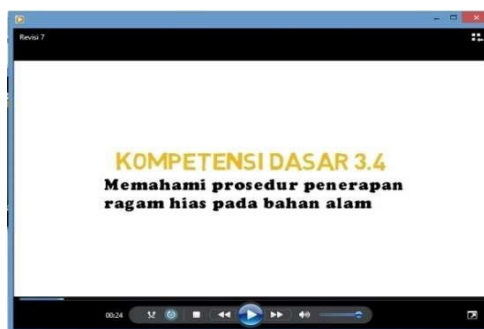 Revisi 7
KOMPETENSI DASAR 3.4
Memahami prosedur penerapan
ragam hias pada bahan alam
00:24